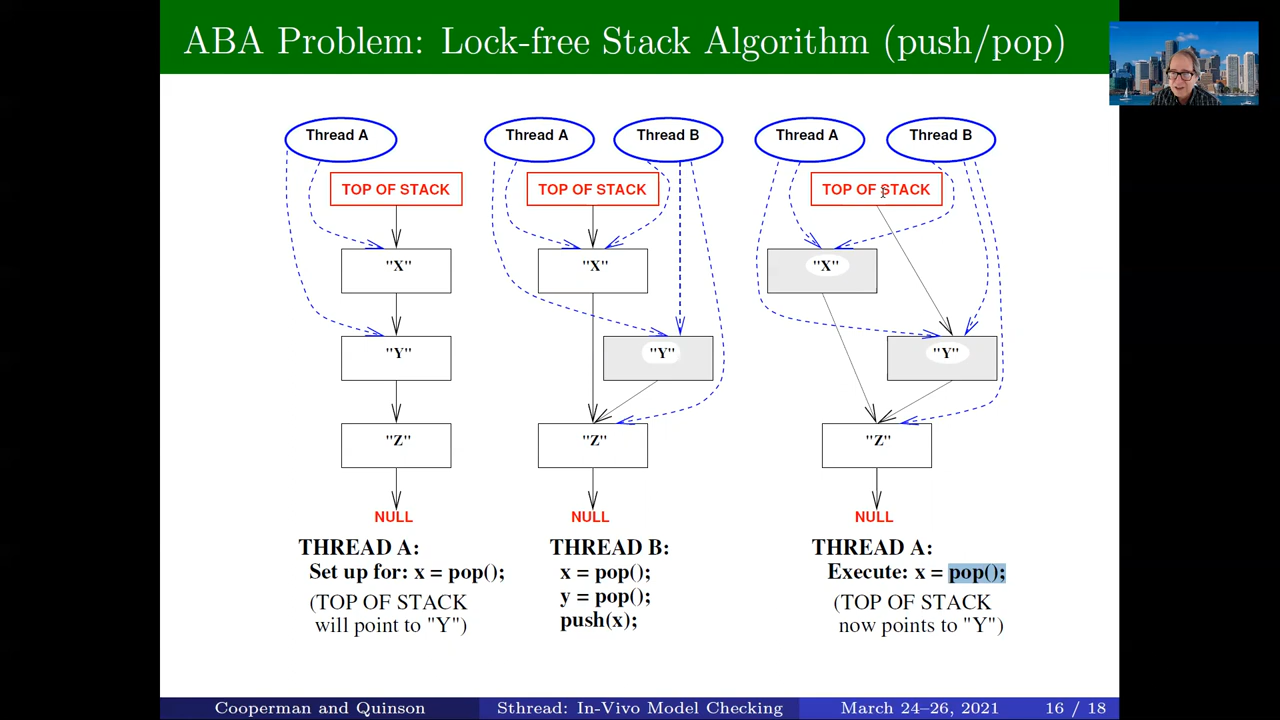 ABA Problem: Lock-free Stack Algorithm (push/pop)
Thread A
TOP OF STACK
"X"
"Y"
"Z"
NULL
THREAD A:
Set up for: x = pop();
(TOP OF STACK
will point to "Y")
Thread A
Thread B
TOP OF STACK
"X"
"Y"
"Z"
NULL
THREAD B:
x = pop();
y = pop();
push(x);
Thread A
Thread B
TOP OF STACK
"X"
"Y"
"Z"
NULL
THREAD A:
Execute: x = pop();
(TOP OF STACK
now points to "Y")
Cooperman and Quinson
Sthread: In-Vivo Model Checking
March 24–26, 2021
16 / 18